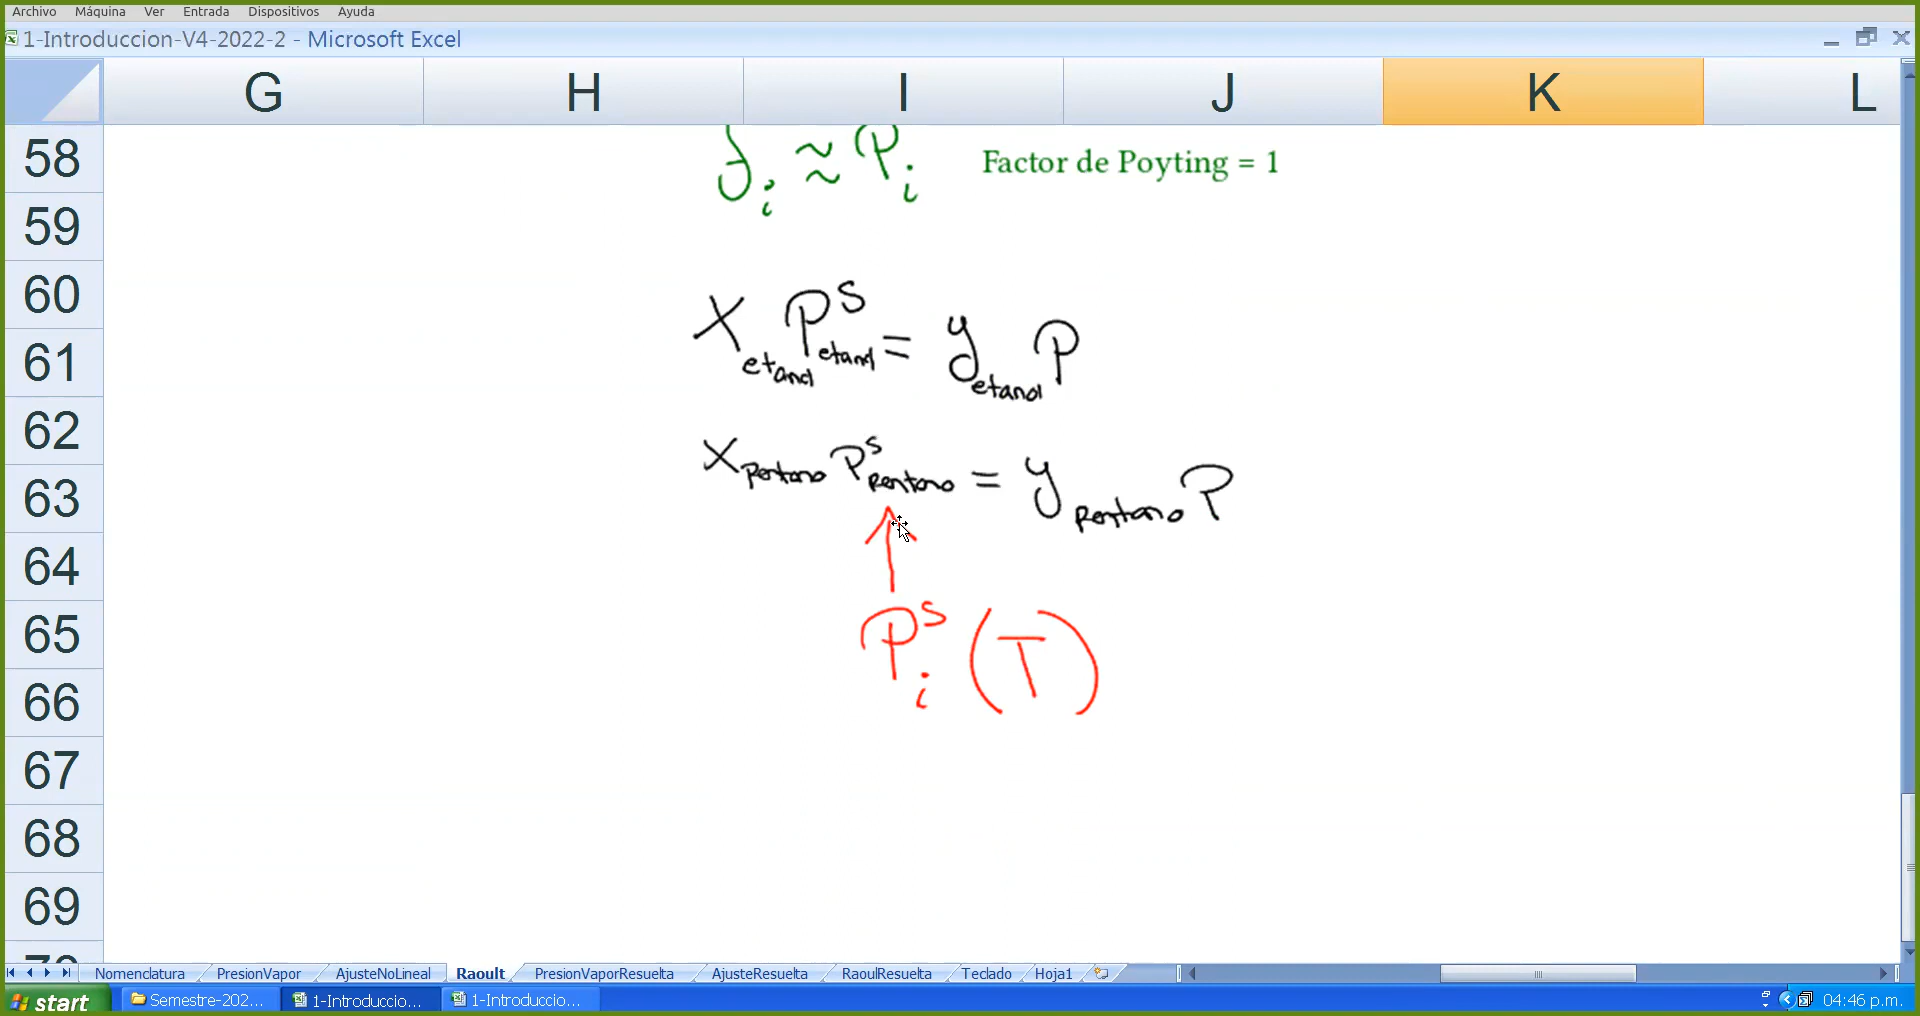 Archivo Máquina Ver Entrada Dispositivos Ayuda
1-Introduccion-V4-2022-2 - Microsoft Excel
G H I J K L
58
f i ≈ P i Factor de Poyting = 1
59
60
X etanol P S etanol = y etanol P
61
62
X pentano P S pentano = y pentano P
63
64
65
P S i (T)
66
67
68
69
Nomenclatura PresionVapor AjusteNoLineal Raoult PresionVaporResuelta AjusteResuelta RaoulResuelta Teclado Hoja1
start Semestre-202... 1-Introduccio... 1-Introduccio... 04:46 p.m.